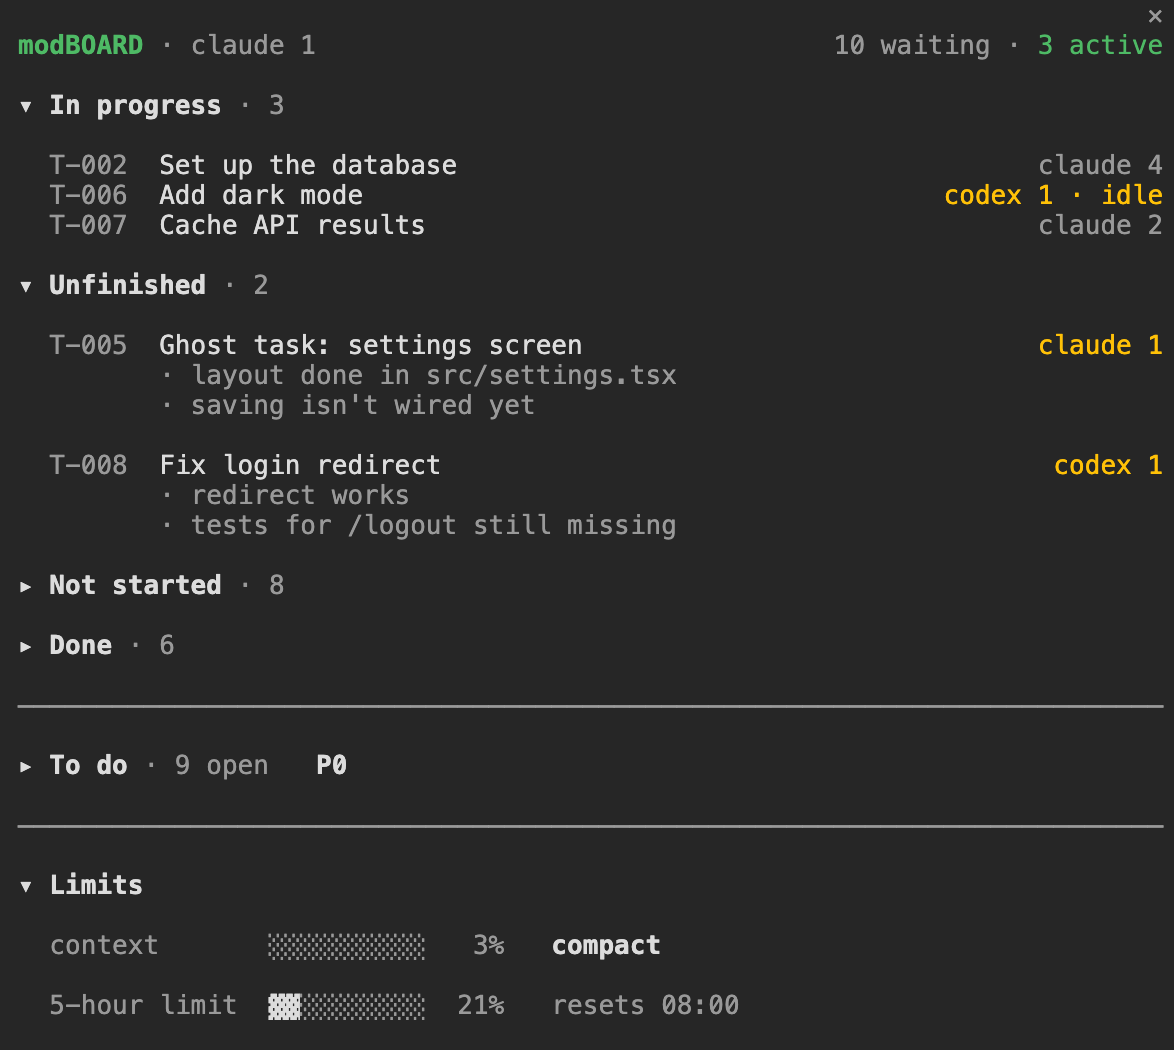 ×
modBOARD · claude 1 10 waiting · 3 active
▼ In progress · 3
T-002 Set up the database claude 4
T-006 Add dark mode codex 1 · idle
T-007 Cache API results claude 2
▼ Unfinished · 2
T-005 Ghost task: settings screen claude 1
· layout done in src/settings.tsx
· saving isn't wired yet
T-008 Fix login redirect codex 1
· redirect works
· tests for /logout still missing
▶ Not started · 8
▶ Done · 6
▶ To do · 9 open P0
▼ Limits
context 3% compact
5-hour limit 21% resets 08:00